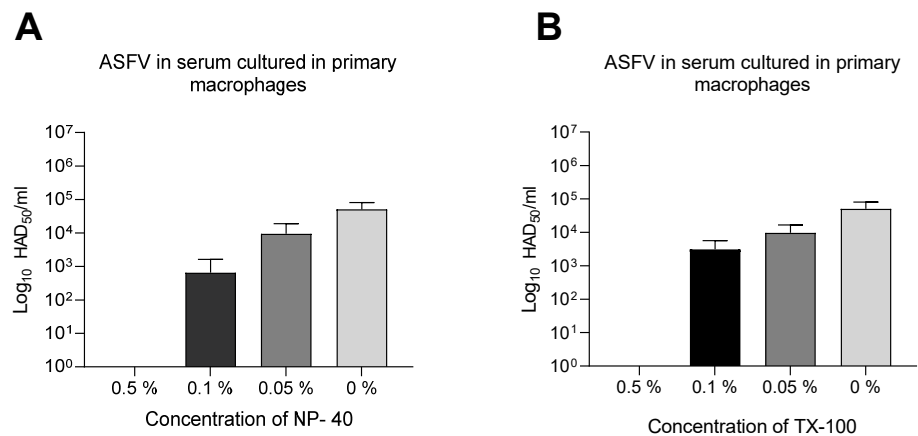 A
ASFV in serum cultured in primary
macrophages
Log₁₀ HAD₅₀/ml
10⁷
10⁶
10⁵
10⁴
10³
10²
10¹
10⁰
0.5 % 0.1 % 0.05 % 0 %
Concentration of NP- 40
B
ASFV in serum cultured in primary
macrophages
Log₁₀ HAD₅₀/ml
10⁷
10⁶
10⁵
10⁴
10³
10²
10¹
10⁰
0.5 % 0.1 % 0.05 % 0 %
Concentration of TX-100